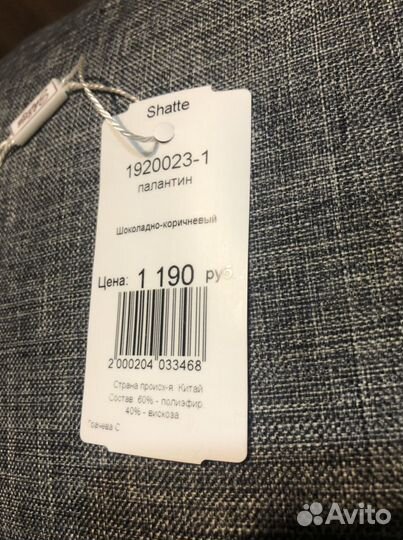 Shatte
1920023-1
палантин
Шоколадно-коричневый
Цена: 1 190 руб.
2 000204 033468
Страна происх-я Китай
Состав 60% - полиэфир
40% - вискоза
Avito